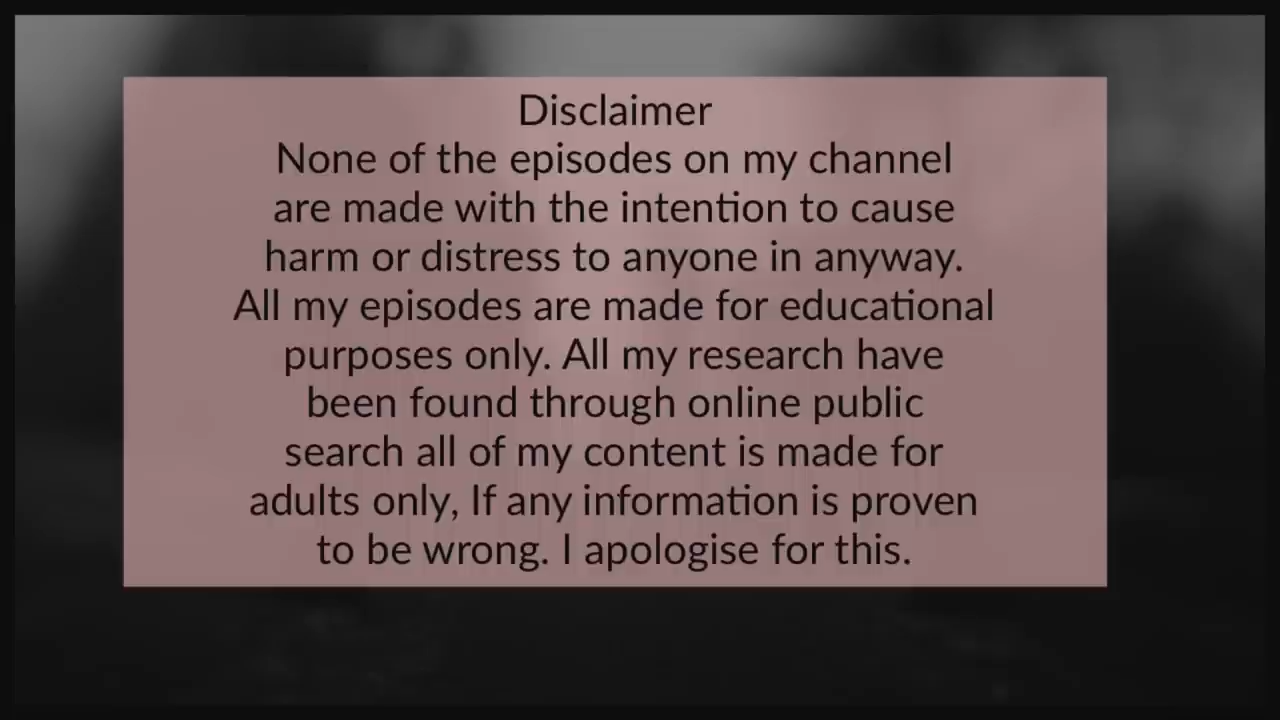 Disclaimer
None of the episodes on my channel
are made with the intention to cause
harm or distress to anyone in anyway.
All my episodes are made for educational
purposes only. All my research have
been found through online public
search all of my content is made for
adults only, If any information is proven
to be wrong. I apologise for this.